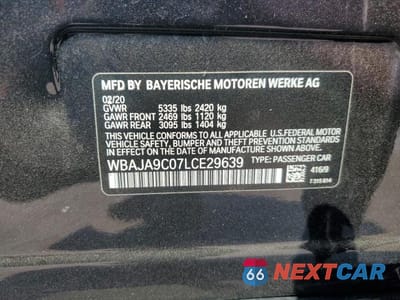 MFD BY BAYERISCHE MOTOREN WERKE AG
02/20
GVWR 5335 lbs 2420 kg
GAWR FRONT 2469 lbs 1120 kg
GAWR REAR 3095 lbs 1404 kg
THIS VEHICLE CONFORMS TO ALL APPLICABLE U.S. FEDERAL MOTOR
VEHICLE SAFETY, BUMPER, AND THEFT PREVENTION STANDARDS
IN EFFECT ON THE DATE OF MANUFACTURE SHOWN ABOVE.
WBAJA9C07LCE29639 TYPE: PASSENGER CAR
416/9
66 NEXTCAR